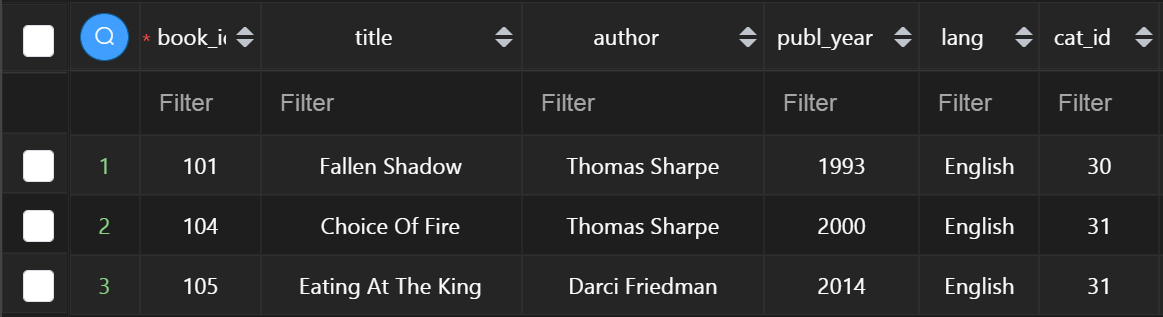 * book_i title author publ_year lang cat_id
Filter Filter Filter Filter Filter Filter
1 101 Fallen Shadow Thomas Sharpe 1993 English 30
2 104 Choice Of Fire Thomas Sharpe 2000 English 31
3 105 Eating At The King Darci Friedman 2014 English 31